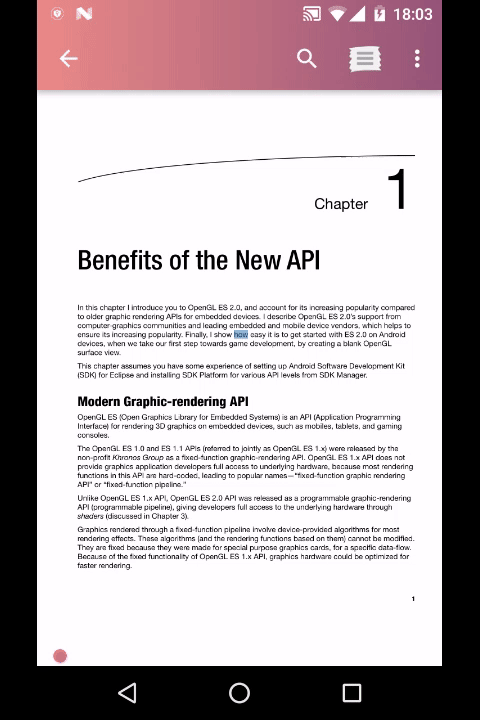 18:03
Chapter 1
Benefits of the New API
In this chapter I introduce you to OpenGL ES 2.0, and account for its increasing popularity compared
to older graphic rendering APIs for embedded devices. I describe OpenGL ES 2.0's support from
computer-graphics communities and leading embedded and mobile device vendors, which helps to
ensure its increasing popularity. Finally, I show how easy it is to get started with ES 2.0 on Android
devices, when we take our first step towards game development, by creating a blank OpenGL
surface view.
This chapter assumes you have some experience of setting up Android Software Development Kit
(SDK) for Eclipse and installing SDK Platform for various API levels from SDK Manager.
Modern Graphic-rendering API
OpenGL ES (Open Graphics Library for Embedded Systems) is an API (Application Programming
Interface) for rendering 3D graphics on embedded devices, such as mobiles, tablets, and gaming
consoles.
The OpenGL ES 1.0 and ES 1.1 APIs (referred to jointly as OpenGL ES 1.x) were released by the
non-profit Khronos Group as a fixed-function graphic-rendering API. OpenGL ES 1.x API does not
provide graphics application developers full access to underlying hardware, because most rendering
functions in this API are hard-coded, leading to popular names—"fixed-function graphic rendering
API" or "fixed-function pipeline."
Unlike OpenGL ES 1.x API, OpenGL ES 2.0 API was released as a programmable graphic-rendering
API (programmable pipeline), giving developers full access to the underlying hardware through
shaders (discussed in Chapter 3).
Graphics rendered through a fixed-function pipeline involve device-provided algorithms for most
rendering effects. These algorithms (and the rendering functions based on them) cannot be modified.
They are fixed because they were made for special purpose graphics cards, for a specific data-flow.
Because of the fixed functionality of OpenGL ES 1.x API, graphics hardware could be optimized for
faster rendering.
1